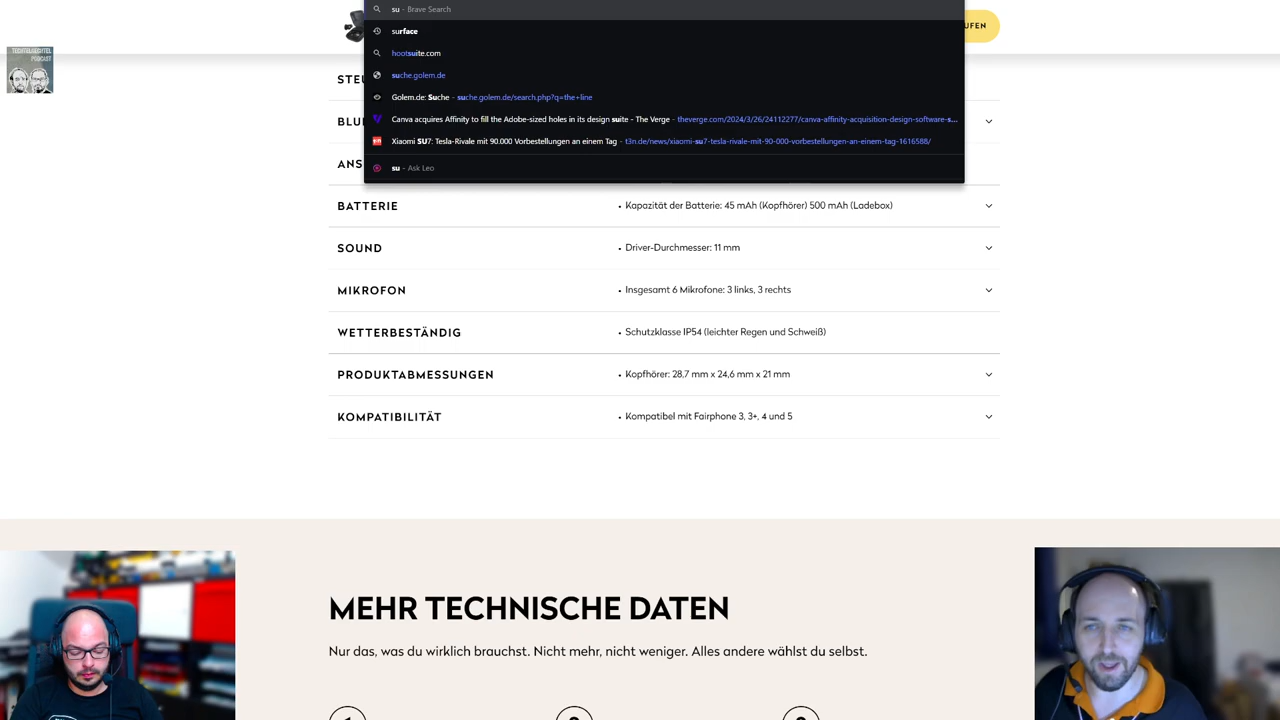 su – Brave Search
UFEN
surface
TECHTELMECHTEL
PODCAST
hootsuite.com
suche.golem.de
STEU
Golem.de: Suche – suche.golem.de/search.php?q=the+line
BLU
Canva acquires Affinity to fill the Adobe-sized holes in its design suite - The Verge – theverge.com/2024/3/26/24112277/canva-affinity-acquisition-design-software-s...
Xiaomi SU7: Tesla-Rivale mit 90.000 Vorbestellungen an einem Tag – t3n.de/news/xiaomi-su7-tesla-rivale-mit-90-000-vorbestellungen-an-einem-tag-1616588/
ANS
su – Ask Leo
BATTERIE • Kapazität der Batterie: 45 mAh (Kopfhörer) 500 mAh (Ladebox)
SOUND • Driver-Durchmesser: 11 mm
MIKROFON • Insgesamt 6 Mikrofone: 3 links, 3 rechts
WETTERBESTÄNDIG • Schutzklasse IP54 (leichter Regen und Schweiß)
PRODUKTABMESSUNGEN • Kopfhörer: 28,7 mm x 24,6 mm x 21 mm
KOMPATIBILITÄT • Kompatibel mit Fairphone 3, 3+, 4 und 5
MEHR TECHNISCHE DATEN
Nur das, was du wirklich brauchst. Nicht mehr, nicht weniger. Alles andere wählst du selbst.